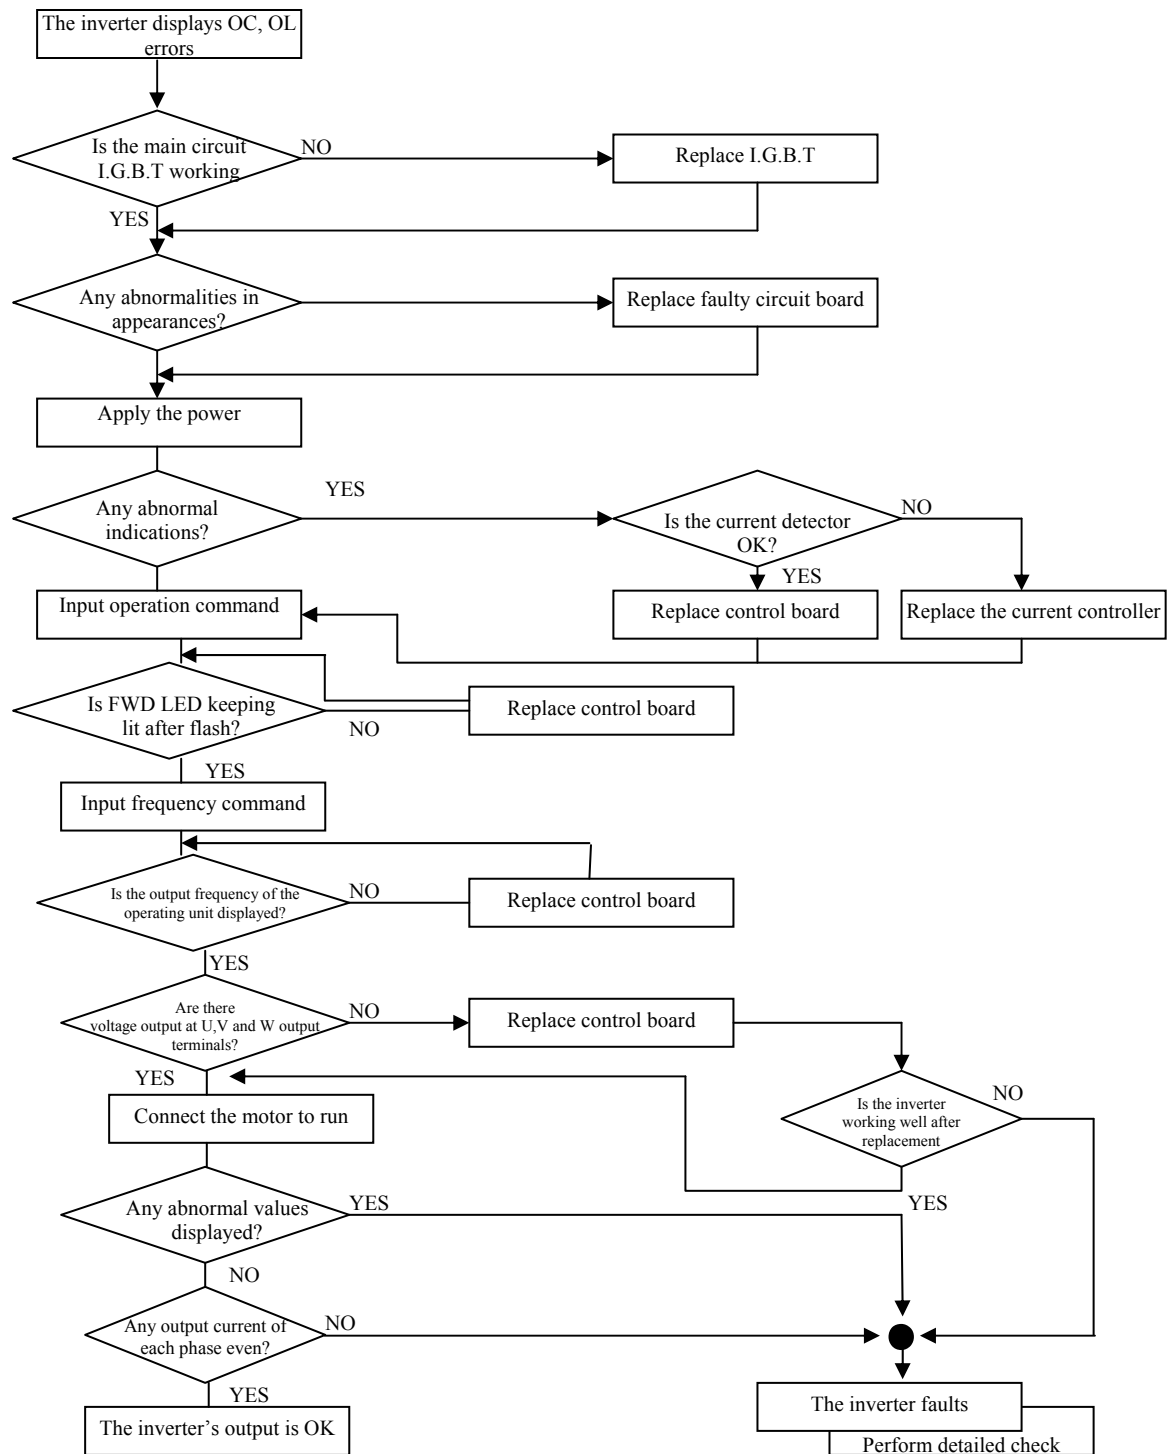 The inverter displays OC, OL
errors
Is the main circuit
I.G.B.T working
NO
Replace I.G.B.T
YES
Any abnormalities in
appearances?
Replace faulty circuit board
Apply the power
Any abnormal
indications?
YES
Is the current detector
OK?
NO
YES
Input operation command
Replace control board
Replace the current controller
Is FWD LED keeping
lit after flash?
NO
Replace control board
YES
Input frequency command
Is the output frequency of the
operating unit displayed?
NO
Replace control board
YES
Are there
voltage output at U,V and W output
terminals?
NO
Replace control board
YES
Connect the motor to run
Is the inverter
working well after
replacement
NO
YES
Any abnormal values
displayed?
YES
NO
Any output current of
each phase even?
NO
YES
The inverter’s output is OK
The inverter faults
Perform detailed check